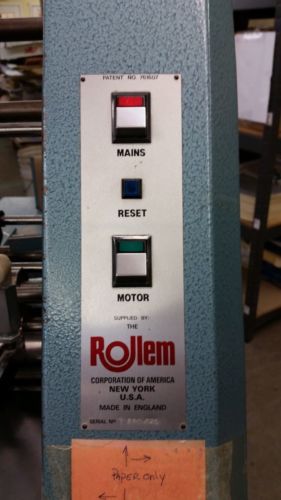 PATENT NO. 761607
MAINS
RESET
MOTOR
SUPPLIED BY:
THE
Rollem
CORPORATION OF AMERICA
NEW YORK
U.S.A.
MADE IN ENGLAND
SERIAL Nº
PAPER ONLY